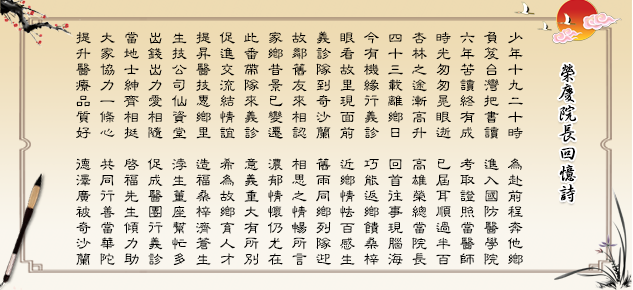 榮慶院長回憶詩
少年十九二十時 為赴前程奔他鄉
負笈台灣把書讀 進入國防醫學院
六年苦讀終有成 考取證照當醫師
時光匆匆晃眼逝 已屆耳順過半百
杏林之途漸高升 高雄榮總當院長
四十三載離鄉日 回首往事現腦海
今有機緣行義診 巧能返鄉饋桑梓
眼看故里現面前 近鄉情怯百感生
義診隊到奇沙蘭 舊雨同鄉列隊迎
故鄰舊友來相認 相思之情暢所言
家鄉昔景已變遷 濃郁情懷仍尤在
此番帶隊來義診 意義重大有所別
促進交流結情誼 希為故鄉育人才
提昇醫技惠鄉里 造福桑梓濟蒼生
生技公司仙資堂 淳生董座幫忙多
出錢出力愛相隨 促成醫團行義診
當地士紳齊相挺 啟福先生傾力助
大家協力一條心 共同行善當華陀
提升醫療品質好 德澤廣被奇沙蘭